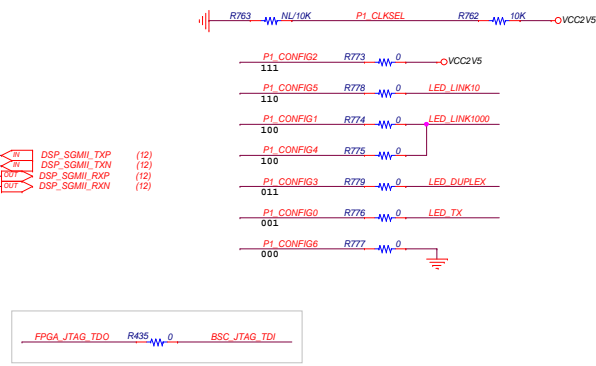 R763 NL/10K P1_CLKSEL R762 10K VCC2V5
P1_CONFIG2 R773 0 VCC2V5
111
P1_CONFIG5 R778 0 LED_LINK10
110
P1_CONFIG1 R774 0 LED_LINK1000
100
P1_CONFIG4 R775 0
100
P1_CONFIG3 R779 0 LED_DUPLEX
011
P1_CONFIG0 R776 0 LED_TX
001
P1_CONFIG6 R777 0
000
IN DSP_SGMII_TXP (12)
IN DSP_SGMII_TXN (12)
OUT DSP_SGMII_RXP (12)
OUT DSP_SGMII_RXN (12)
FPGA_JTAG_TDO R435 0 BSC_JTAG_TDI